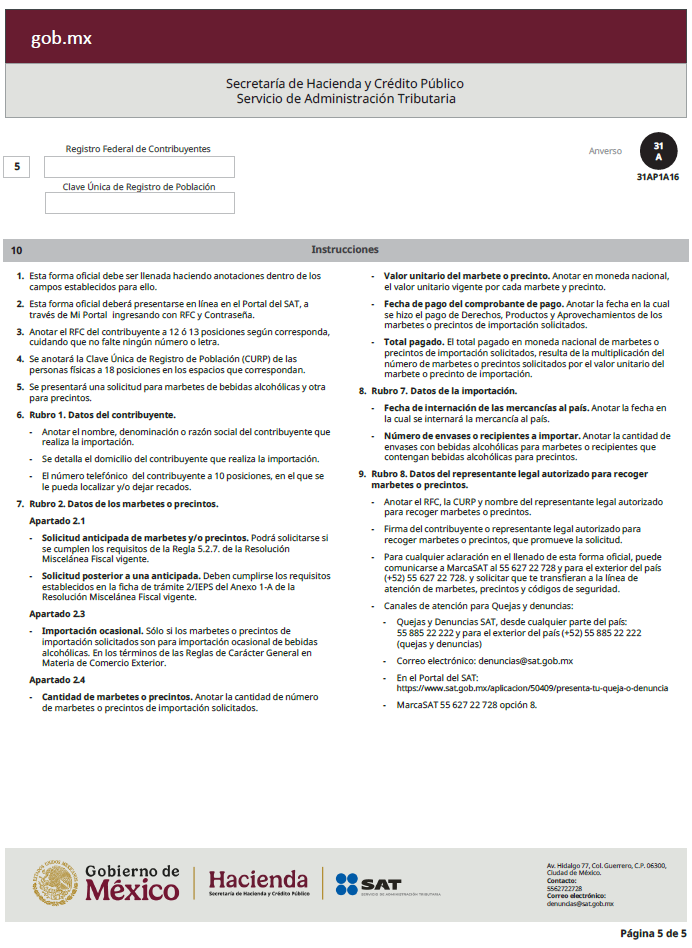 gob.mx
Secretaría de Hacienda y Crédito Público
Servicio de Administración Tributaria
Registro Federal de Contribuyentes
5
Clave Única de Registro de Población
Anverso
31
A
31AP1A16
10
Instrucciones
1. Esta forma oficial debe ser llenada haciendo anotaciones dentro de los
campos establecidos para ello.
2. Esta forma oficial deberá presentarse en línea en el Portal del SAT, a
través de Mi Portal ingresando con RFC y Contraseña.
3. Anotar el RFC del contribuyente a 12 ó 13 posiciones según corresponda,
cuidando que no falte ningún número o letra.
4. Se anotará la Clave Única de Registro de Población (CURP) de las
personas físicas a 18 posiciones en los espacios que correspondan.
5. Se presentará una solicitud para marbetes de bebidas alcohólicas y otra
para precintos.
6. Rubro 1. Datos del contribuyente.
- Anotar el nombre, denominación o razón social del contribuyente que
realiza la importación.
- Se detalla el domicilio del contribuyente que realiza la importación.
- El número telefónico del contribuyente a 10 posiciones, en el que se
le pueda localizar y/o dejar recados.
7. Rubro 2. Datos de los marbetes o precintos.
Apartado 2.1
- Solicitud anticipada de marbetes y/o precintos. Podrá solicitarse si
se cumplen los requisitos de la Regla 5.2.7. de la Resolución
Miscelánea Fiscal vigente.
- Solicitud posterior a una anticipada. Deben cumplirse los requisitos
establecidos en la ficha de trámite 2/IEPS del Anexo 1-A de la
Resolución Miscelánea Fiscal vigente.
Apartado 2.3
- Importación ocasional. Sólo si los marbetes o precintos de
importación solicitados son para importación ocasional de bebidas
alcohólicas. En los términos de las Reglas de Carácter General en
Materia de Comercio Exterior.
Apartado 2.4
- Cantidad de marbetes o precintos. Anotar la cantidad de número
de marbetes o precintos de importación solicitados.
- Valor unitario del marbete o precinto. Anotar en moneda nacional,
el valor unitario vigente por cada marbete y precinto.
- Fecha de pago del comprobante de pago. Anotar la fecha en la cual
se hizo el pago de Derechos, Productos y Aprovechamientos de los
marbetes o precintos de importación solicitados.
- Total pagado. El total pagado en moneda nacional de marbetes o
precintos de importación solicitados, resulta de la multiplicación del
número de marbetes o precintos solicitados por el valor unitario del
marbete o precinto de importación.
8. Rubro 7. Datos de la importación.
- Fecha de internación de las mercancías al país. Anotar la fecha en
la cual se internará la mercancía al país.
- Número de envases o recipientes a importar. Anotar la cantidad de
envases con bebidas alcohólicas para marbetes o recipientes que
contengan bebidas alcohólicas para precintos.
9. Rubro 8. Datos del representante legal autorizado para recoger
marbetes o precintos.
- Anotar el RFC, la CURP y nombre del representante legal autorizado
para recoger marbetes o precintos.
- Firma del contribuyente o representante legal autorizado para
recoger marbetes o precintos, que promueve la solicitud.
- Para cualquier aclaración en el llenado de esta forma oficial, puede
comunicarse a MarcaSAT al 55 627 22 728 y para el exterior del país
(+52) 55 627 22 728. y solicitar que te transfieran a la línea de
atención de marbetes, precintos y códigos de seguridad.
- Canales de atención para Quejas y denuncias:
- Quejas y Denuncias SAT, desde cualquier parte del país:
55 885 22 222 y para el exterior del país (+52) 55 885 22 222
(quejas y denuncias)
- Correo electrónico: denuncias@sat.gob.mx
- En el Portal del SAT:
https://www.sat.gob.mx/aplicacion/50409/presenta-tu-queja-o-denuncia
- MarcaSAT 55 627 22 728 opción 8.
Gobierno de
México
Hacienda
Secretaría de Hacienda y Crédito Público
SAT
SERVICIO DE ADMINISTRACIÓN TRIBUTARIA
Av. Hidalgo 77, Col. Guerrero, C.P. 06300,
Ciudad de México.
Contacto:
5562722728
Correo electrónico:
denuncias@sat.gob.mx
Página 5 de 5